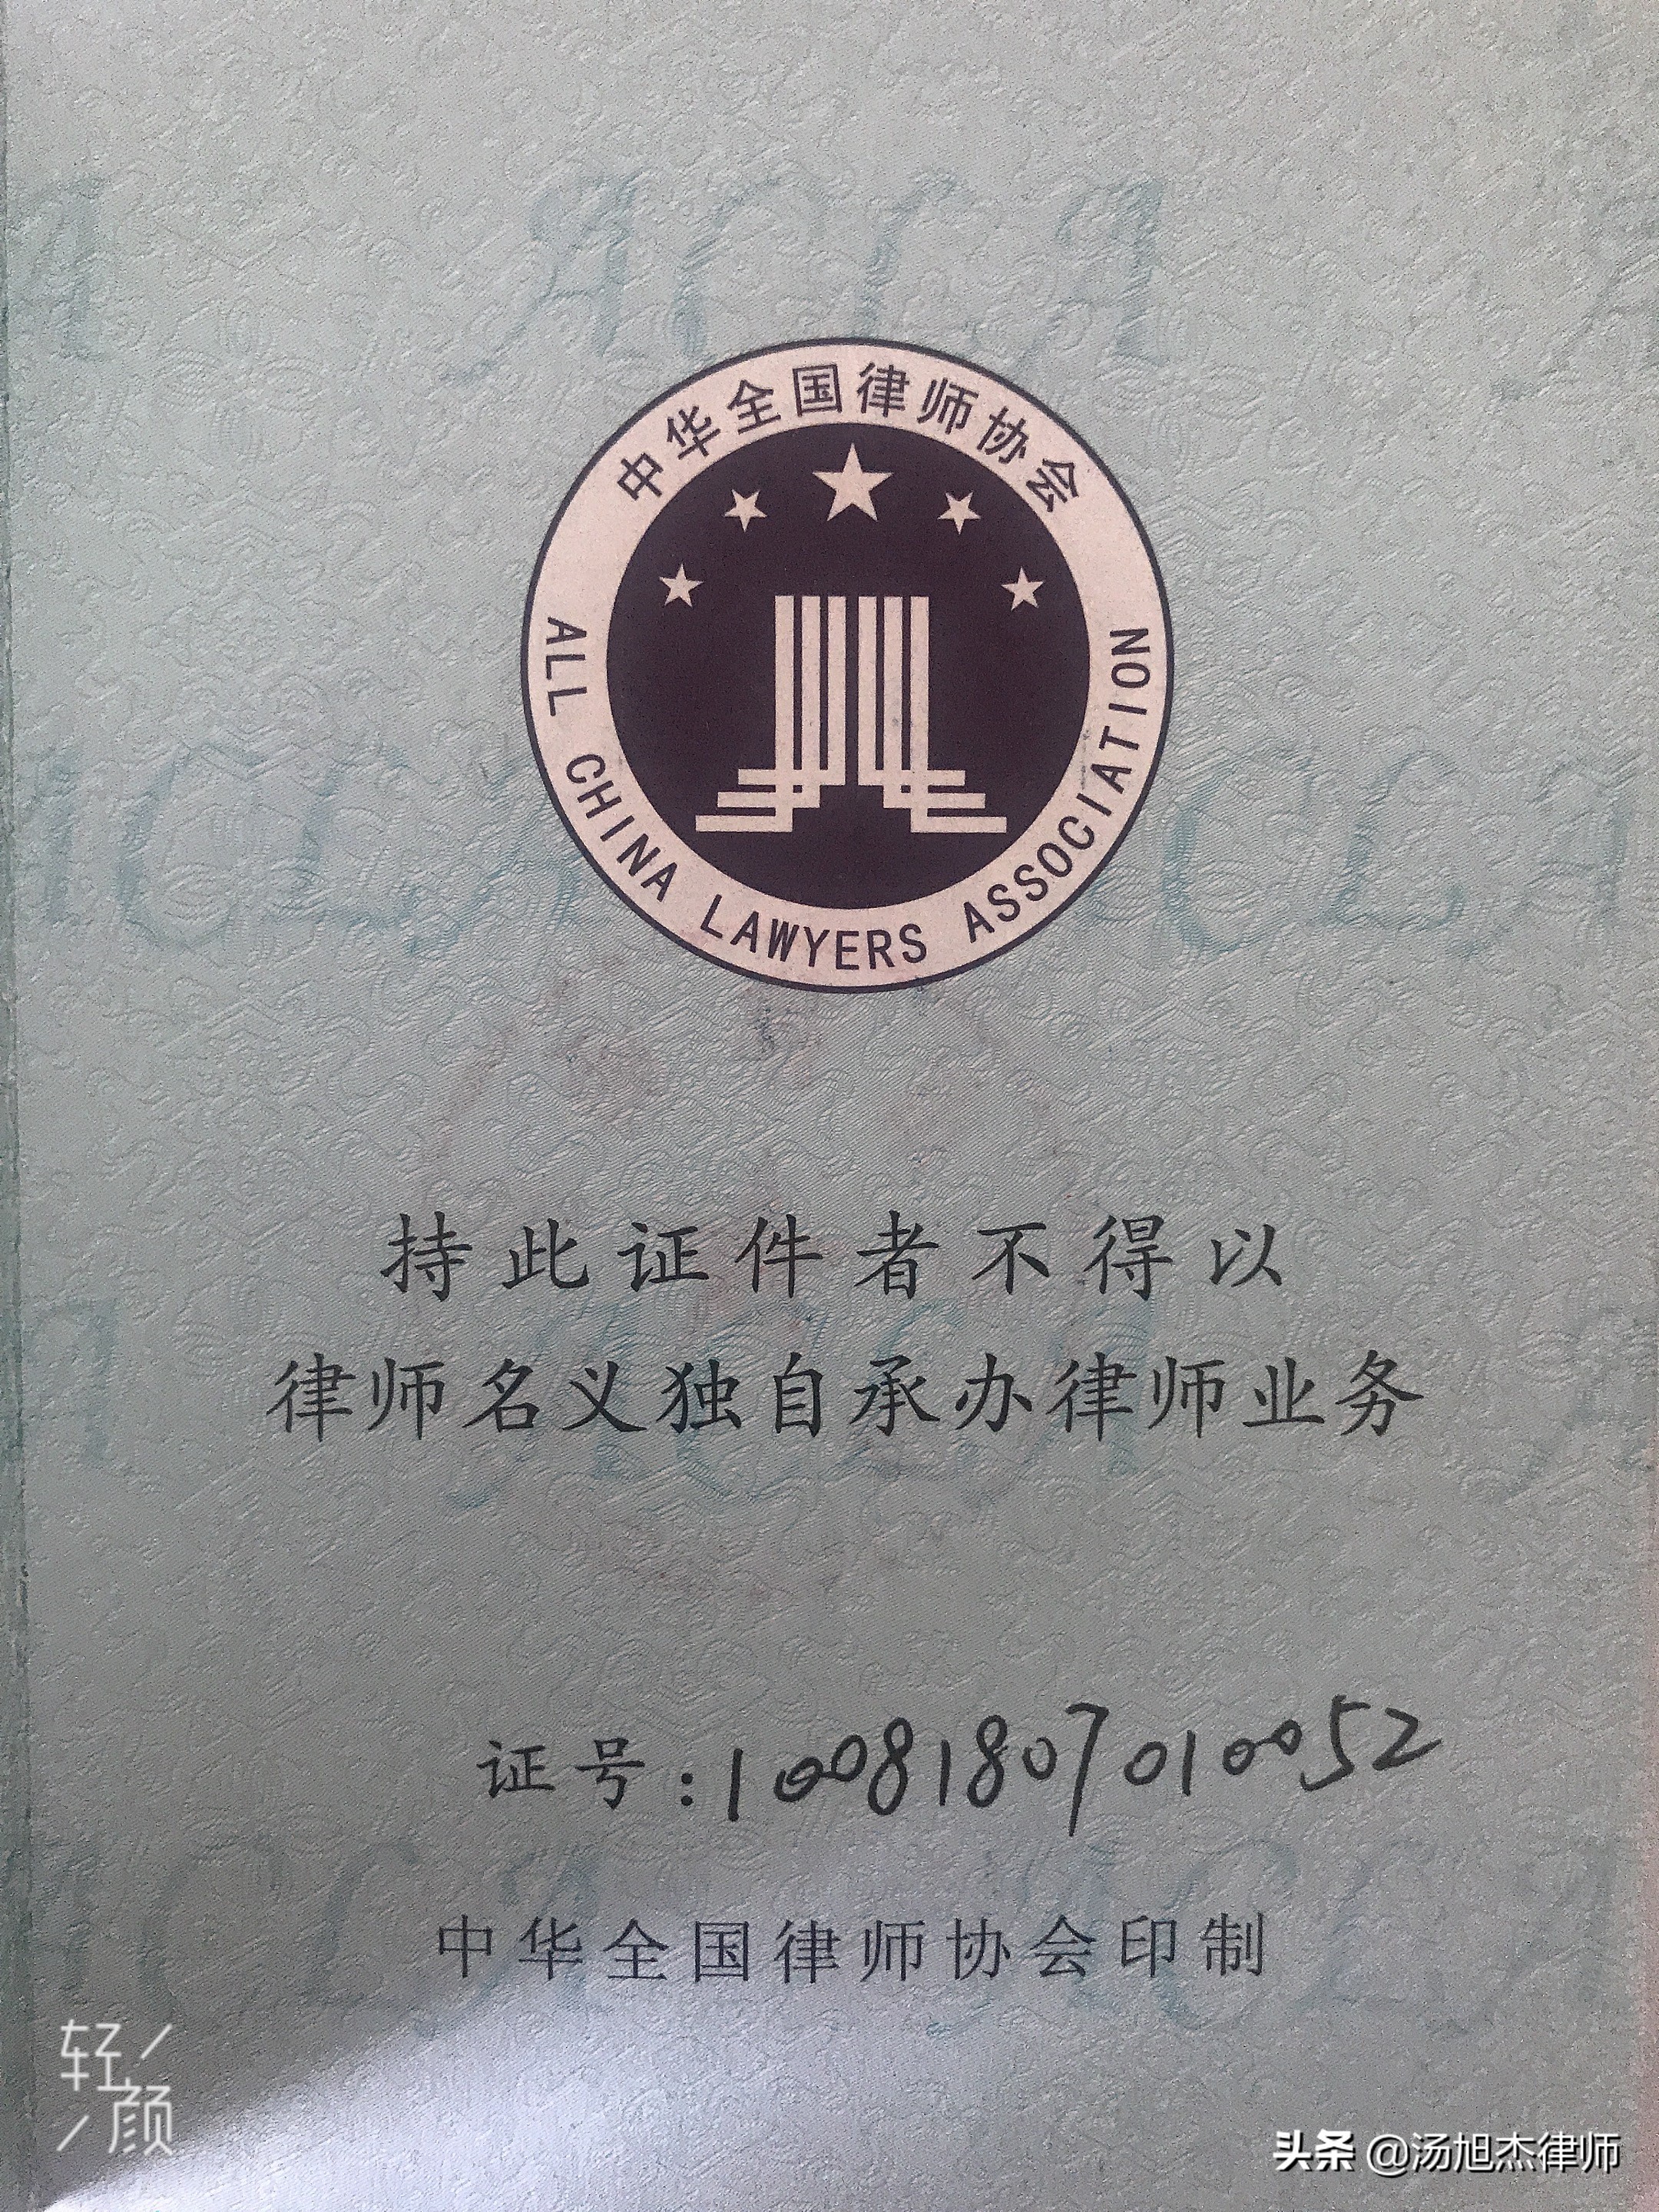 ACLA
中华全国律师协会
ALL CHINA LAWYERS ASSOCIATION
持此证件者不得以
律师名义独自承办律师业务
证号:10081807010052
中华全国律师协会印制
轻颜
头条 @汤旭杰律师